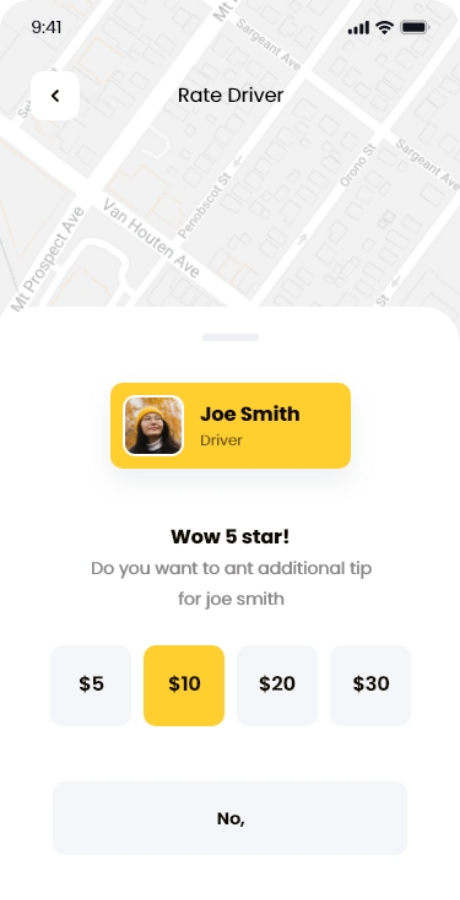 9:41
Rate Driver
Mt
Sargeant Ave
Sargeant Ave
Orono St
Penobscot St
Van Houten Ave
Mt Prospect Ave
St
Joe Smith
Driver
Wow 5 star!
Do you want to ant additional tip
for joe smith
$5
$10
$20
$30
No,